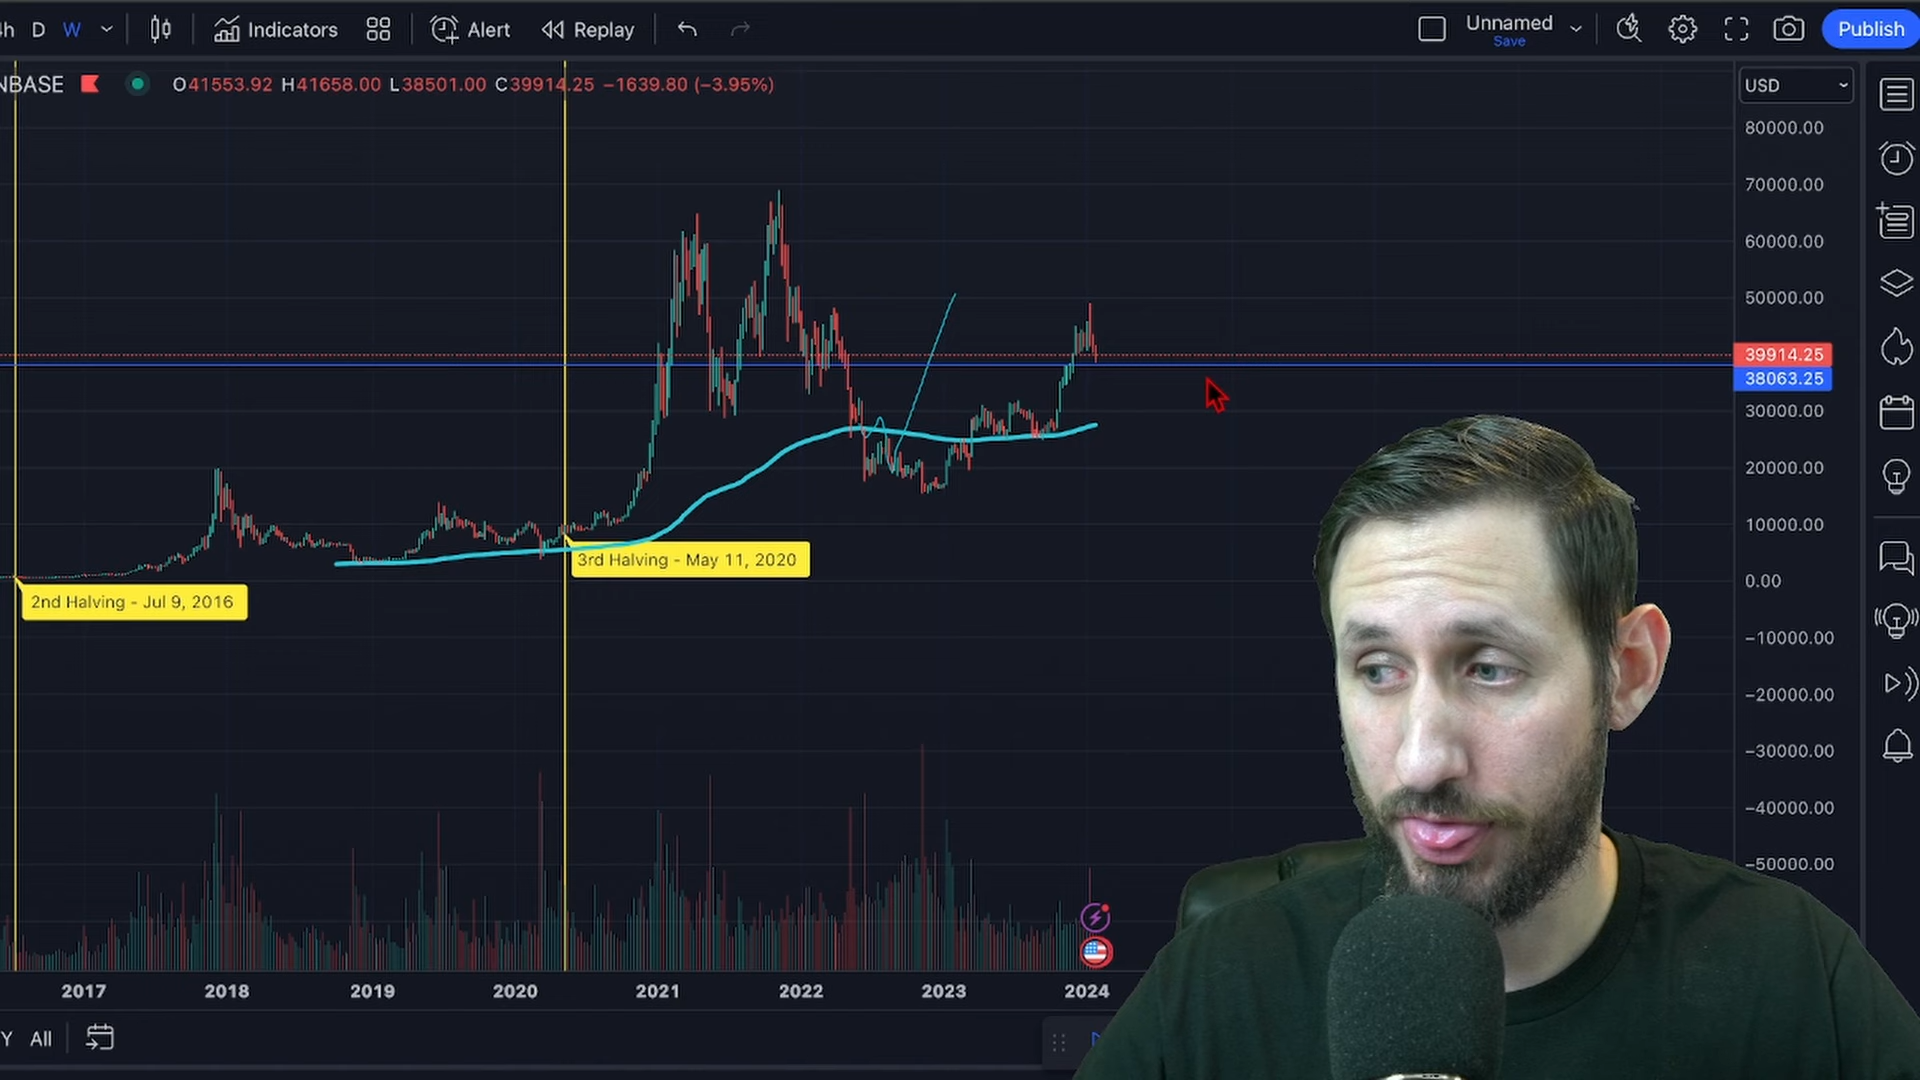 h D W Indicators Alert Replay Unnamed Publish
Save
NBASE O41553.92 H41658.00 L38501.00 C39914.25 −1639.80 (−3.95%) USD
80000.00
70000.00
60000.00
50000.00
39914.25
38063.25
30000.00
20000.00
10000.00
3rd Halving - May 11, 2020
0.00
2nd Halving - Jul 9, 2016
−10000.00
−20000.00
−30000.00
−40000.00
−50000.00
2017 2018 2019 2020 2021 2022 2023 2024
Y All